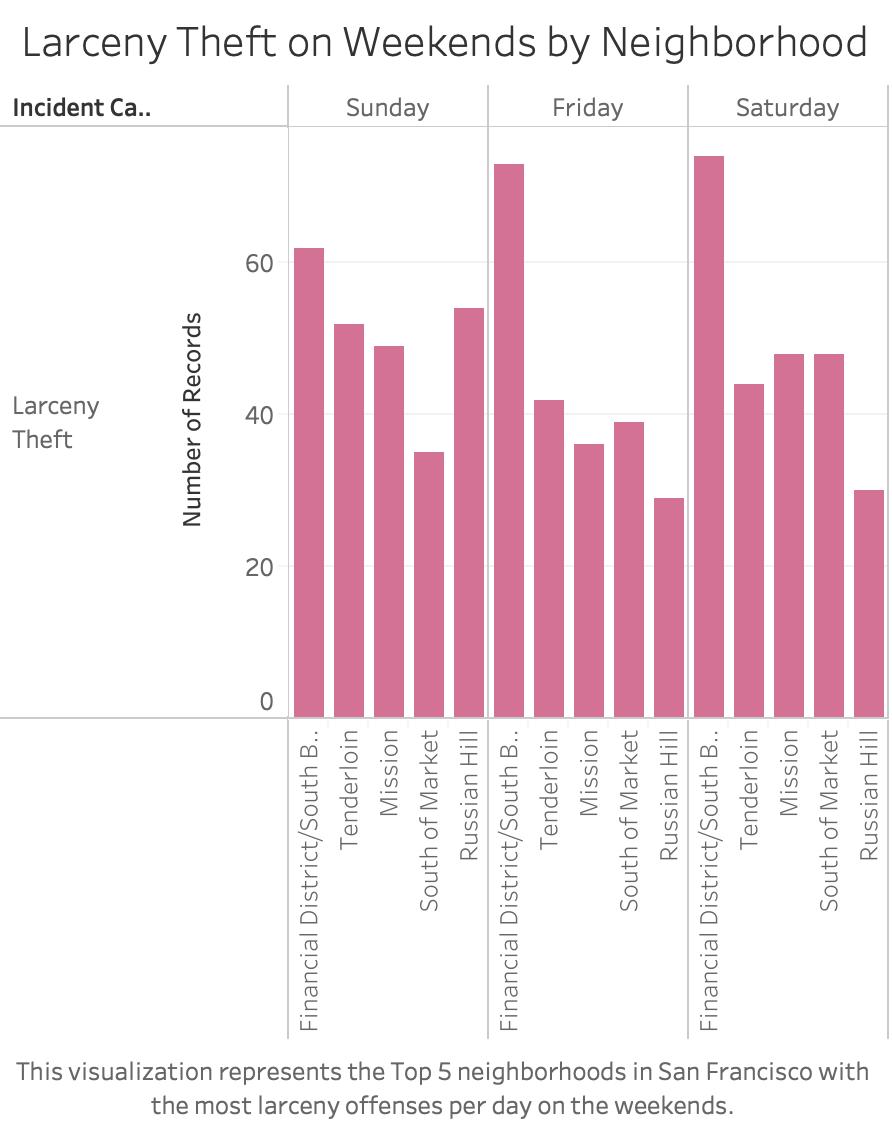 Larceny Theft on Weekends by Neighborhood
Incident Ca..
Sunday
Friday
Saturday
Larceny
Theft
Number of Records
60
40
20
0
Financial District/South B..
Tenderloin
Mission
South of Market
Russian Hill
Financial District/South B..
Tenderloin
Mission
South of Market
Russian Hill
Financial District/South B..
Tenderloin
Mission
South of Market
Russian Hill
This visualization represents the Top 5 neighborhoods in San Francisco with
the most larceny offenses per day on the weekends.